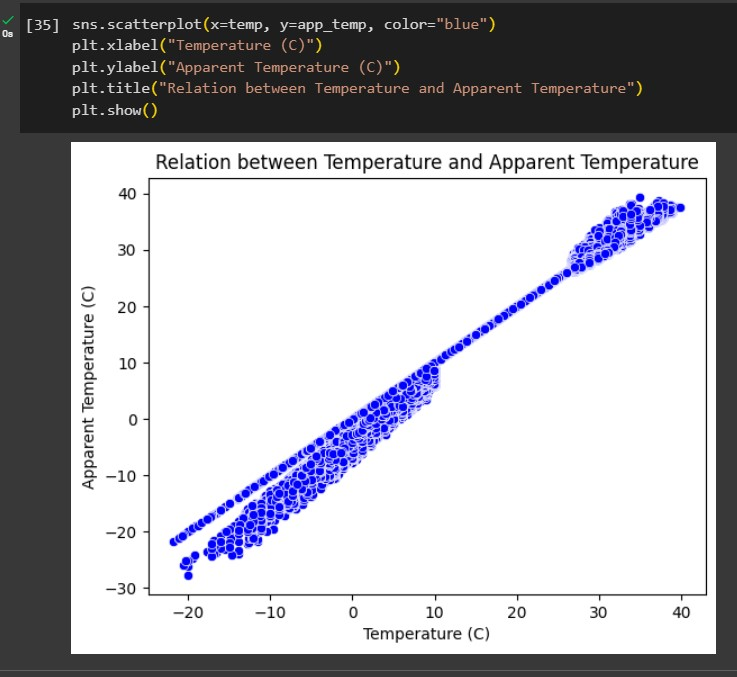 [35] sns.scatterplot(x=temp, y=app_temp, color="blue")
0s
plt.xlabel("Temperature (C)")
plt.ylabel("Apparent Temperature (C)")
plt.title("Relation between Temperature and Apparent Temperature")
plt.show()
Relation between Temperature and Apparent Temperature
40
30
20
10
0
−10
−20
−30
Apparent Temperature (C)
−20 −10 0 10 20 30 40
Temperature (C)